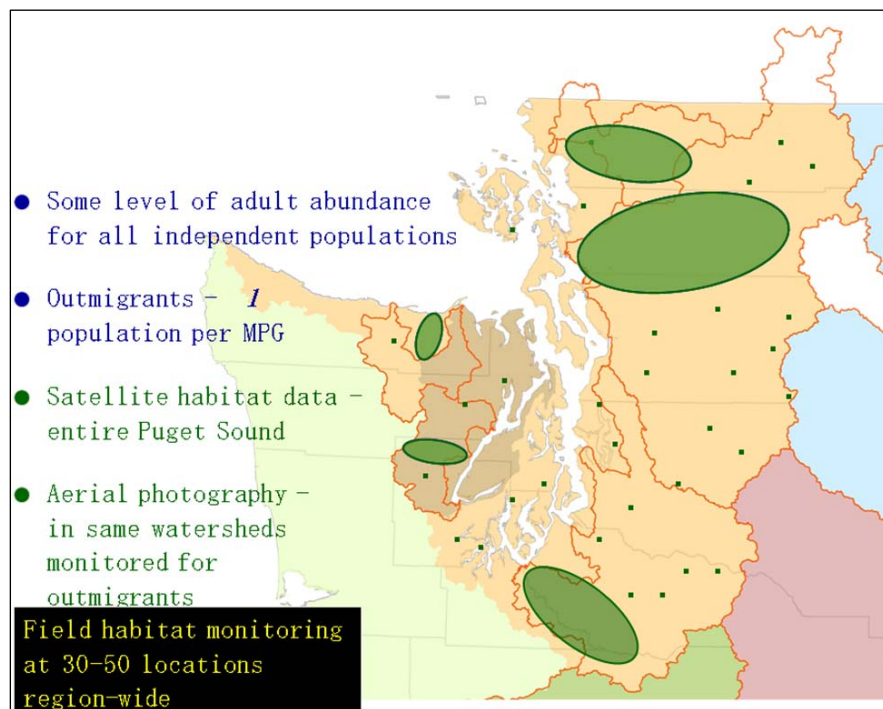 ● Some level of adult abundance
for all independent populations
● Outmigrants - 1
population per MPG
● Satellite habitat data -
entire Puget Sound
● Aerial photography -
in same watersheds
monitored for
outmigrants
Field habitat monitoring
at 30-50 locations
region-wide